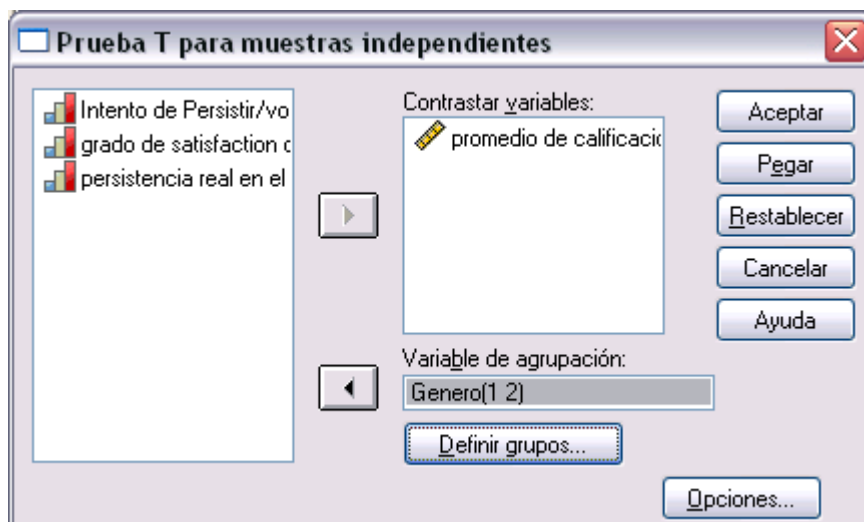 Prueba T para muestras independientes
Intento de Persistir/vo
grado de satisfaction c
persistencia real en el
Contrastar variables:
promedio de calificacio
Variable de agrupación:
Genero(1 2)
Definir grupos...
Aceptar
Pegar
Restablecer
Cancelar
Ayuda
Opciones...